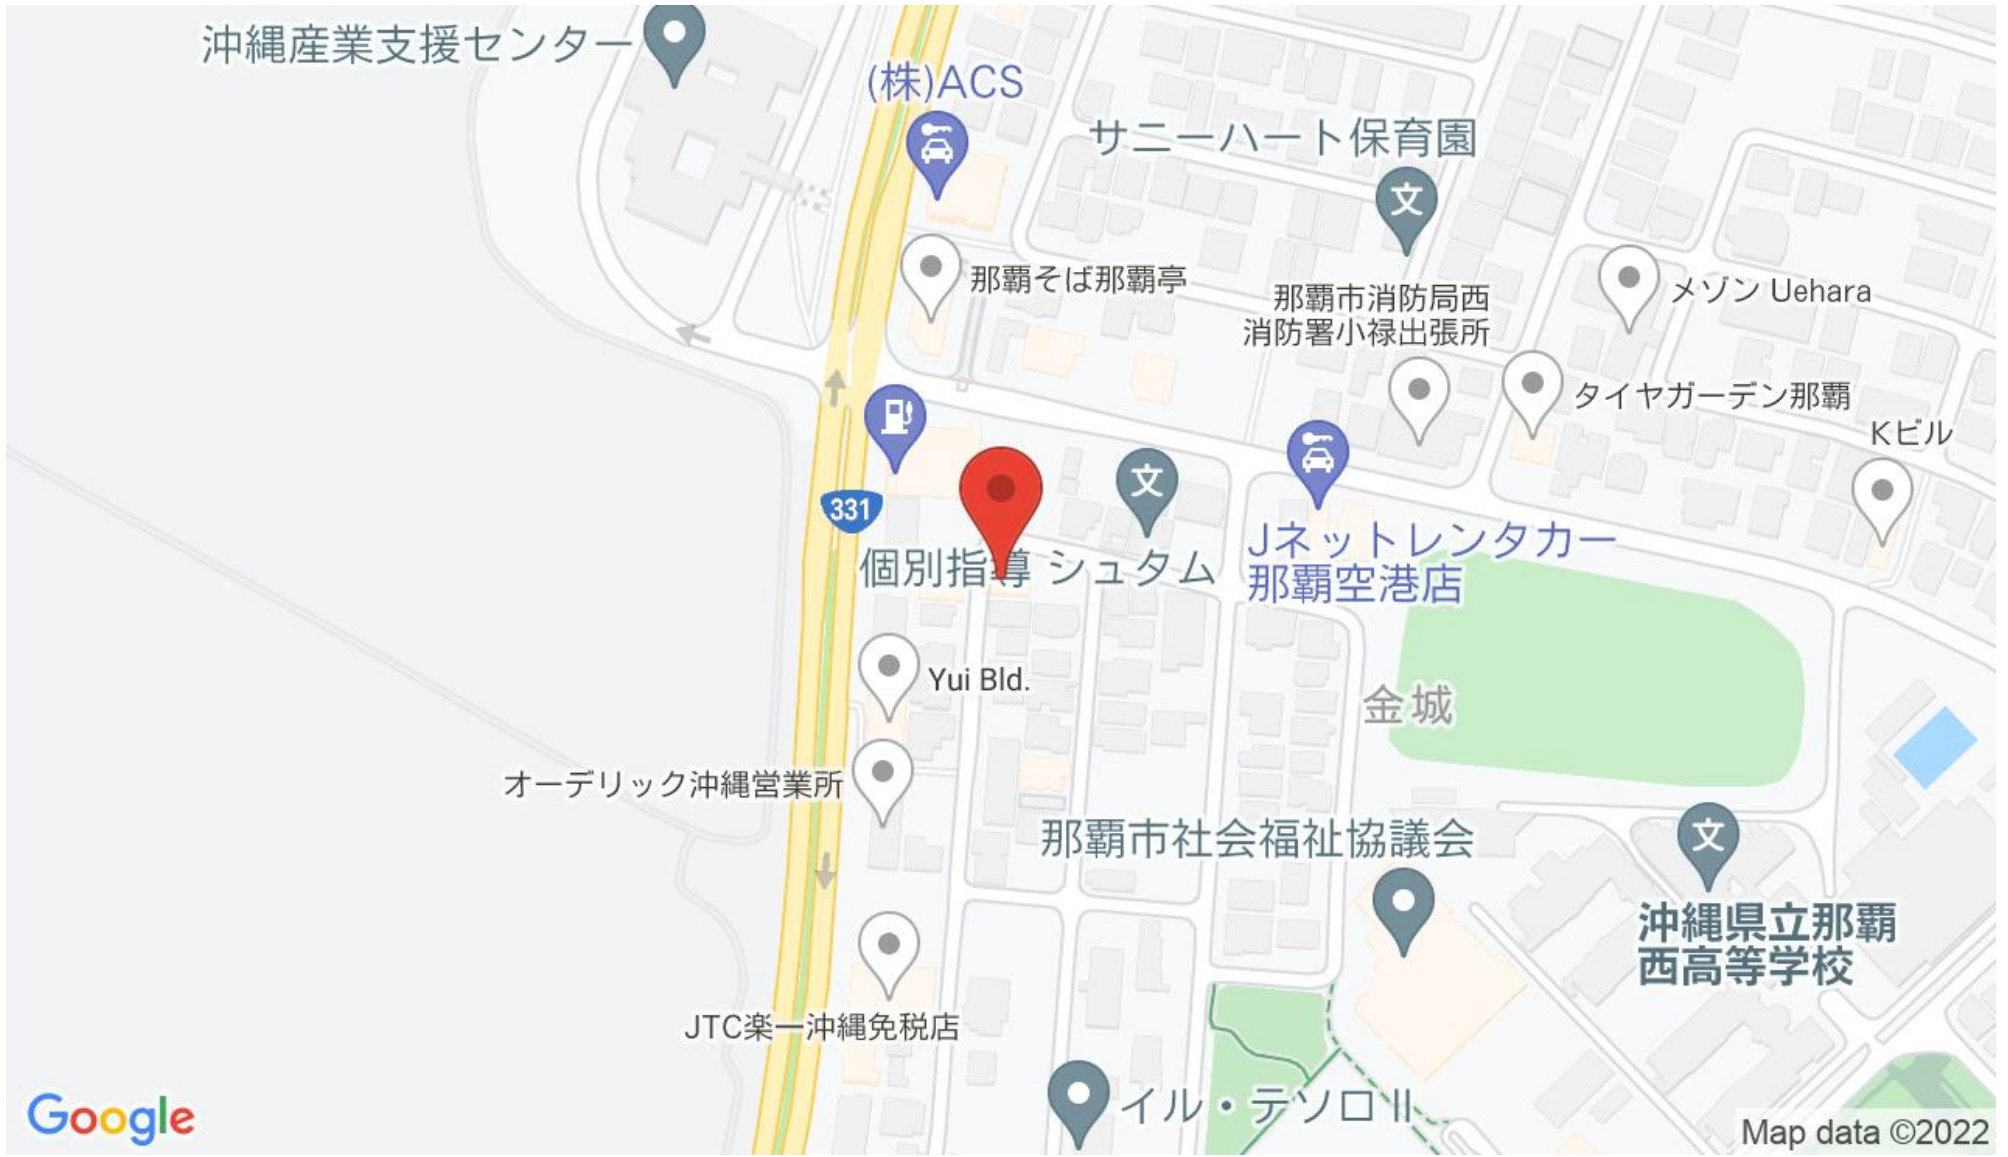 沖縄産業支援センター
(株)ACS
サニーハート保育園
文
那覇そば那覇亭
那覇市消防局西
消防署小禄出張所
メゾン Uehara
タイヤガーデン那覇
Kビル
文
331
個別指導 シュタム
Jネットレンタカー
那覇空港店
Yui Bld.
金城
オーデリック沖縄営業所
那覇市社会福祉協議会
文
沖縄県立那覇
西高等学校
JTC楽一沖縄免税店
イル・テソロ II
Google
Map data ©2022